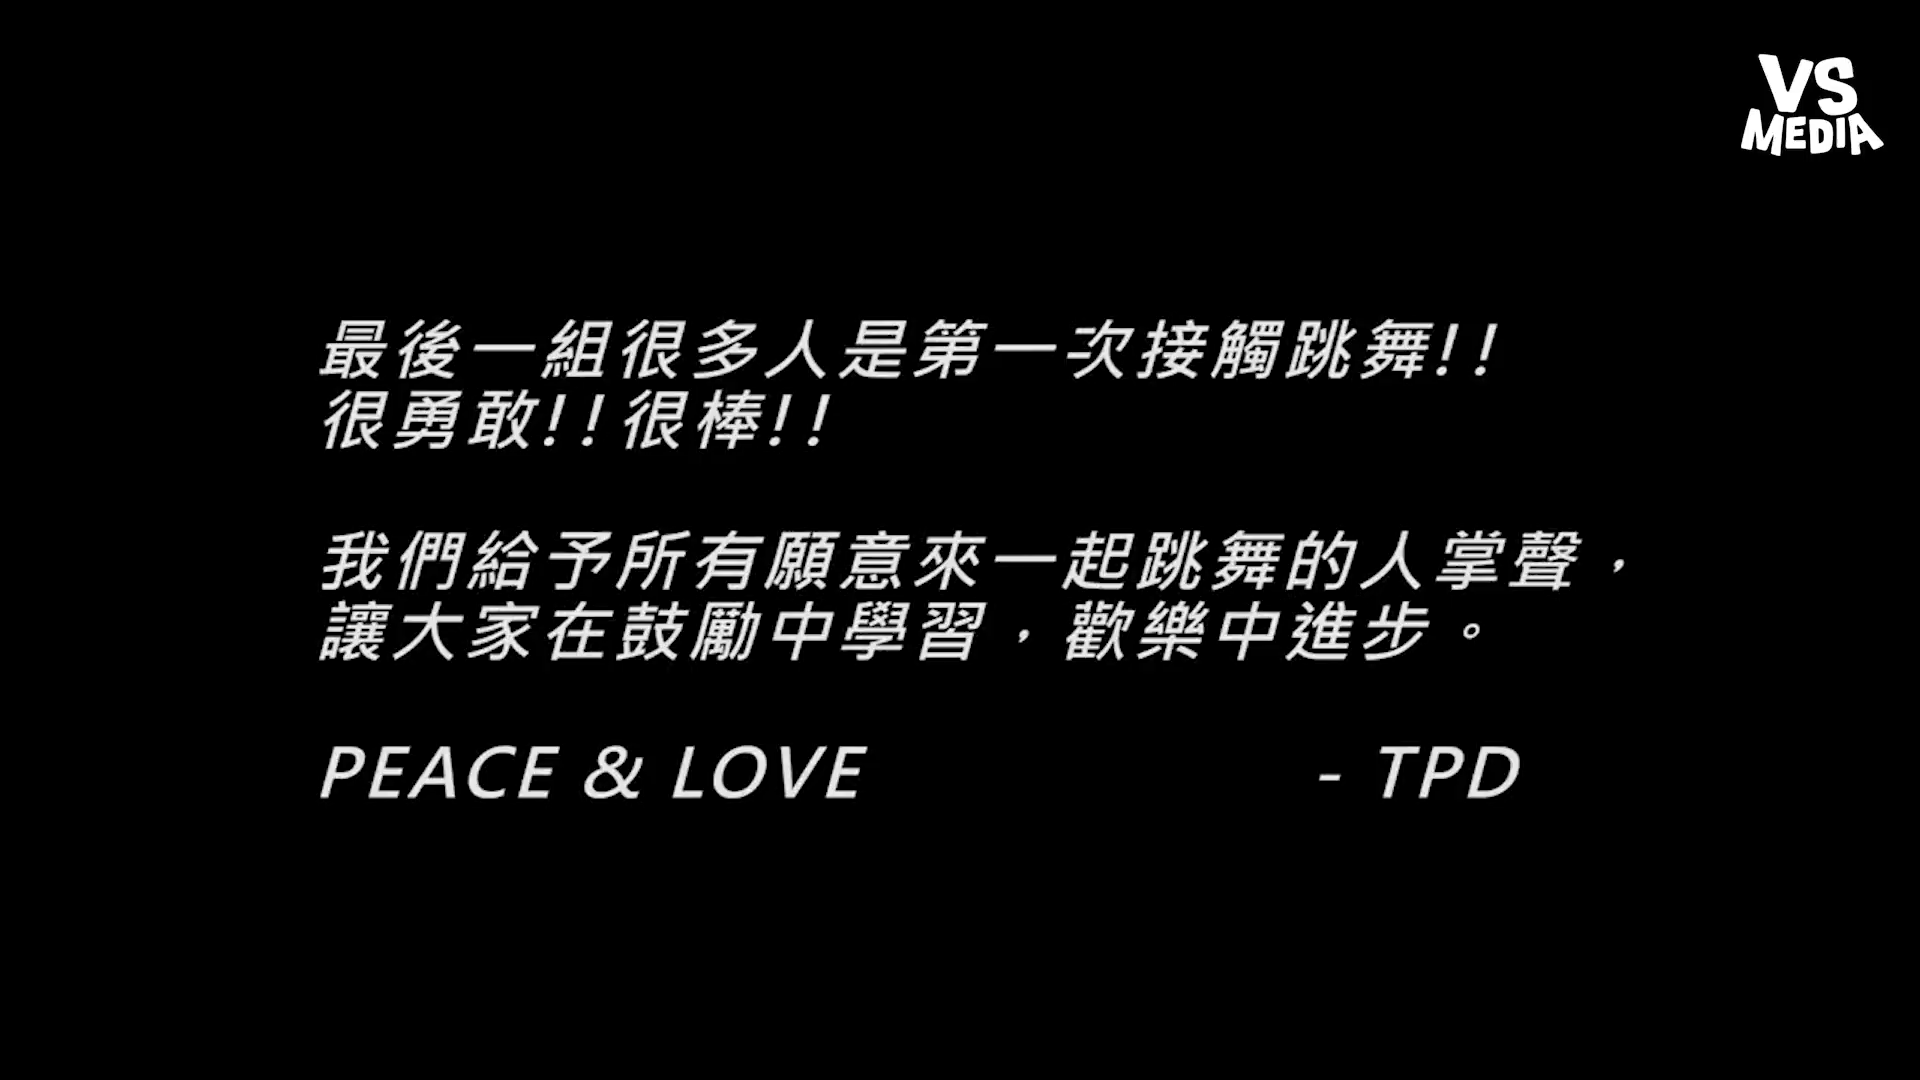 VS
MEDIA
最後一組很多人是第一次接觸跳舞!!
很勇敢!!很棒!!
我們給予所有願意來一起跳舞的人掌聲，
讓大家在鼓勵中學習，歡樂中進步。
PEACE & LOVE - TPD